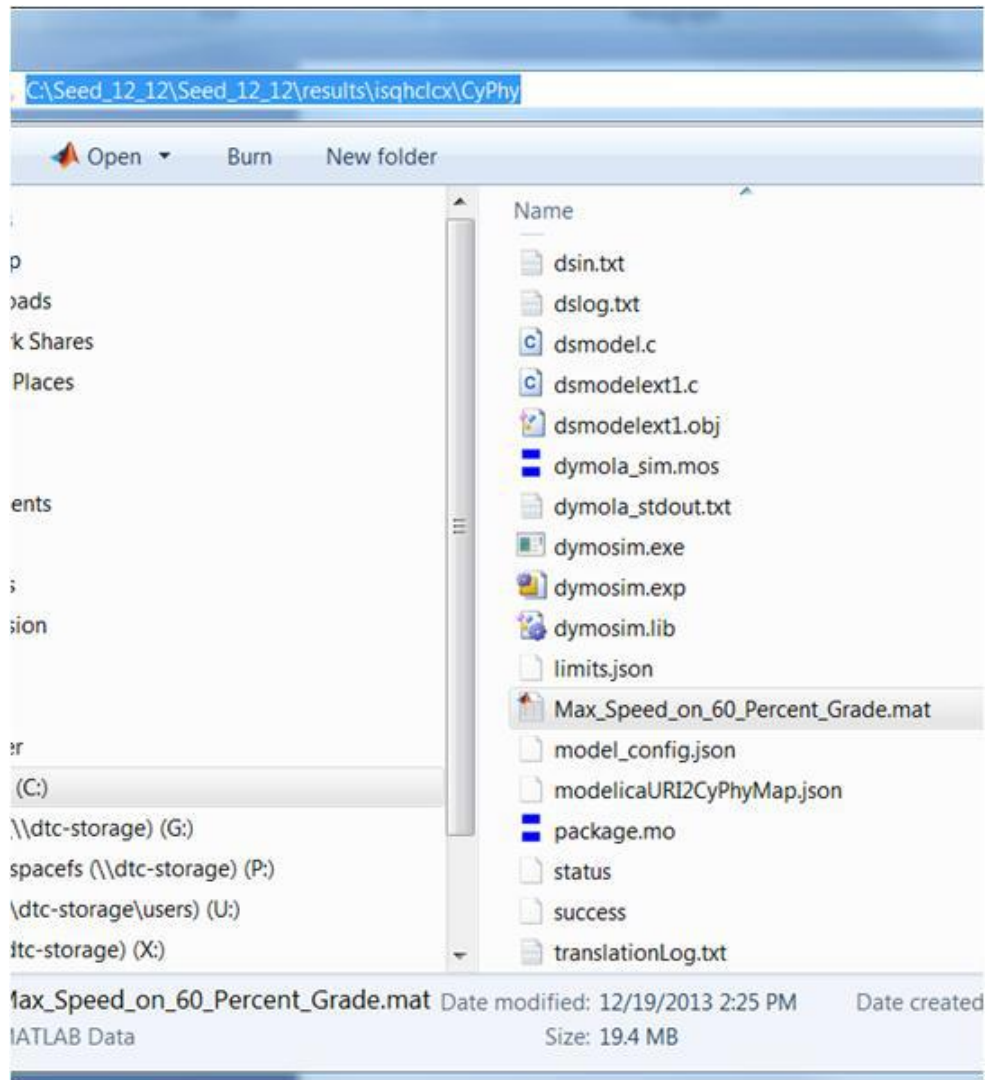 C:\Seed_12_12\Seed_12_12\results\isqhclcx\CyPhy
Open Burn New folder
Name
dsin.txt
p
dslog.txt
oads
dsmodel.c
rk Shares
dsmodelext1.c
Places
dsmodelext1.obj
dymola_sim.mos
dymola_stdout.txt
ents
dymosim.exe
dymosim.exp
s
dymosim.lib
sion
limits.json
Max_Speed_on_60_Percent_Grade.mat
model_config.json
er
modelicaURI2CyPhyMap.json
(C:)
package.mo
\\dtc-storage) (G:)
status
spacefs (\\dtc-storage) (P:)
success
\dtc-storage\users) (U:)
translationLog.txt
dtc-storage) (X:)
Max_Speed_on_60_Percent_Grade.mat Date modified: 12/19/2013 2:25 PM Date created
MATLAB Data Size: 19.4 MB